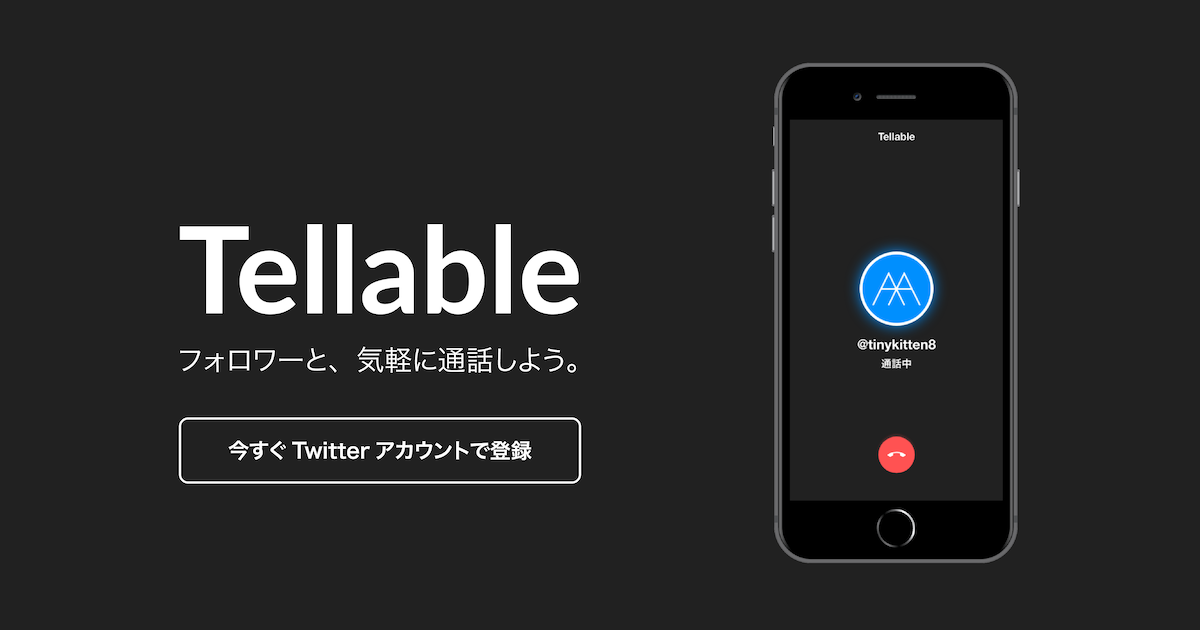 Tellable
フォロワーと、気軽に通話しよう。
今すぐ Twitter アカウントで登録
Tellable
@tinykitten8
通話中